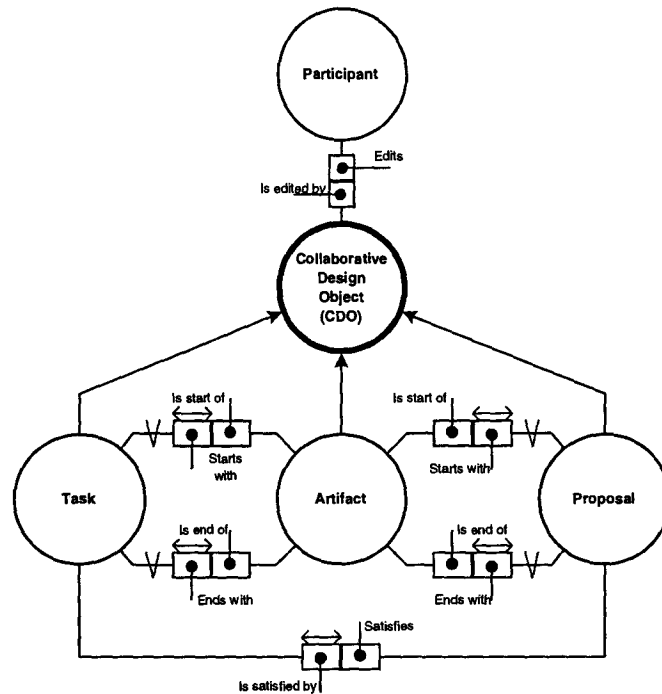 Participant
Edits
Is edited by
Collaborative
Design
Object
(CDO)
Is start of
Is start of
Starts
with
Starts with
Task
Artifact
Proposal
Is end of
Is end of
Ends with
Ends with
Satisfies
Is satisfied by